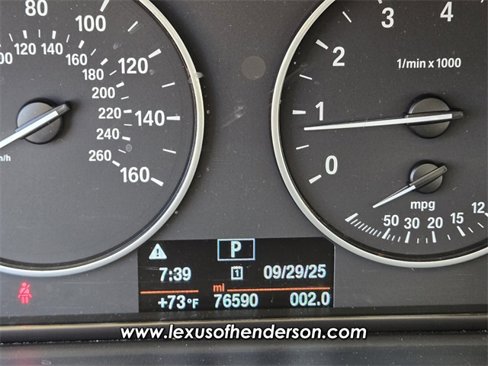 80 100 120 140 160
100 120 140 160 180 200 220 240 260
km/h
0 1 2 3 4
1/min x 1000
50 30 20 15 12
mpg
P
7:39 1 09/29/25
mi
+73°F 76590 002.0
www.lexusofhenderson.com